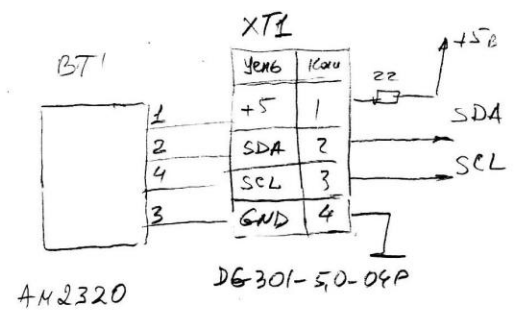 XT1
BT1
Цепь Кон
1 +5 1 22 +5в
2 SDA 2 SDA
4 SCL 3 SCL
3 GND 4
AM2320
DG301-5,0-04P